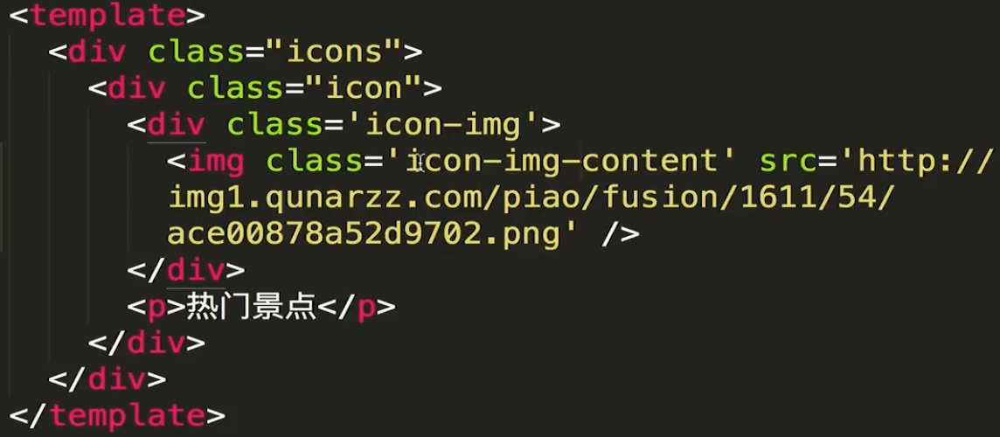 <template>
<div class="icons">
<div class="icon">
<div class='icon-img'>
<img class='icon-img-content' src='http://
img1.qunarzz.com/piao/fusion/1611/54/
ace00878a52d9702.png' />
</div>
<p>热门景点</p>
</div>
</div>
</template>